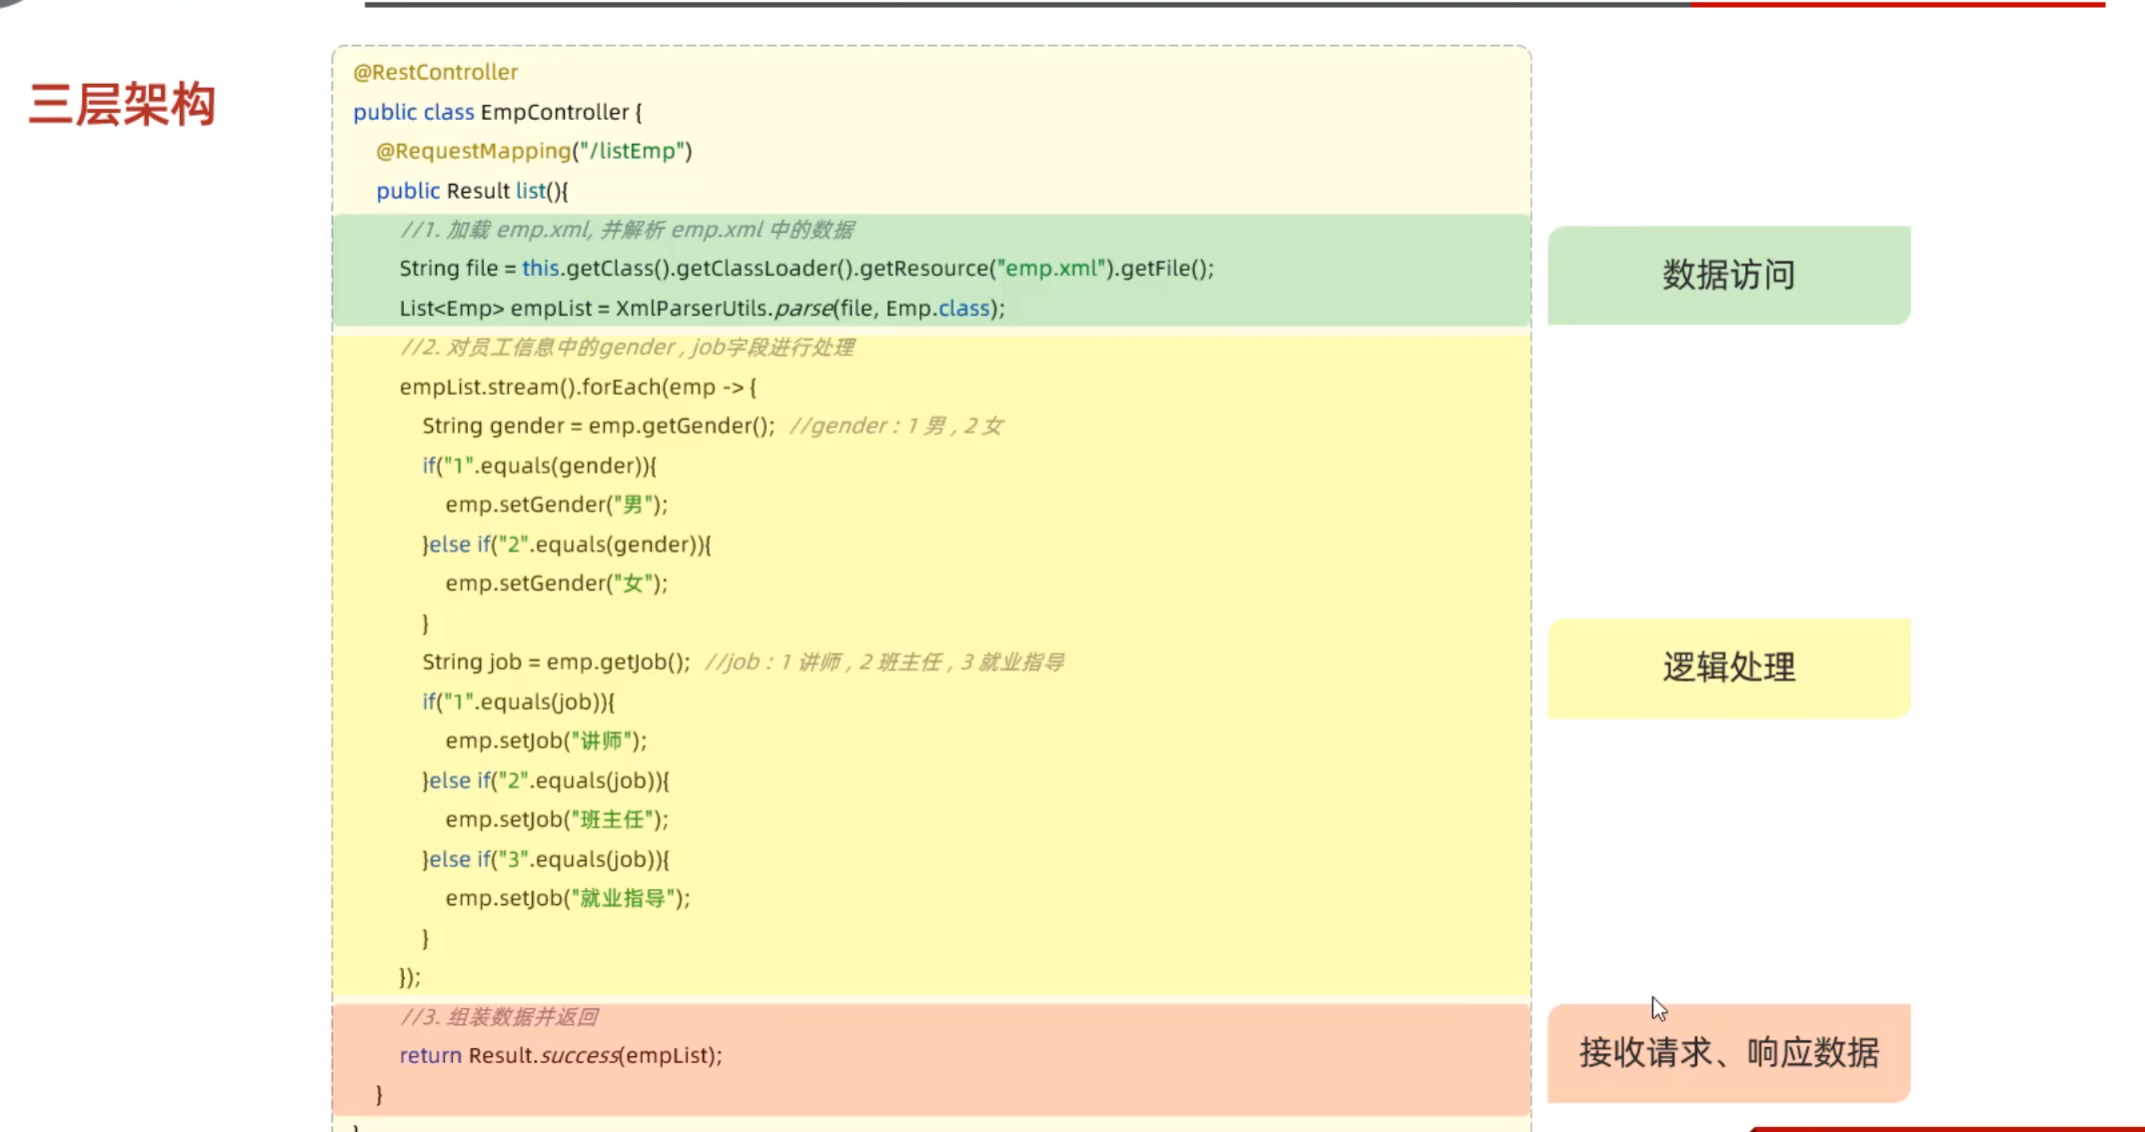 三层架构
@RestController
public class EmpController {
@RequestMapping("/listEmp")
public Result list(){
//1. 加载 emp.xml, 并解析 emp.xml 中的数据
String file = this.getClass().getClassLoader().getResource("emp.xml").getFile();
List<Emp> empList = XmlParserUtils.parse(file, Emp.class);
数据访问
//2. 对员工信息中的gender , job字段进行处理
empList.stream().forEach(emp -> {
String gender = emp.getGender(); //gender : 1 男 , 2 女
if("1".equals(gender)){
emp.setGender("男");
}else if("2".equals(gender)){
emp.setGender("女");
}
String job = emp.getJob(); //job : 1 讲师 , 2 班主任 , 3 就业指导
if("1".equals(job)){
emp.setJob("讲师");
}else if("2".equals(job)){
emp.setJob("班主任");
}else if("3".equals(job)){
emp.setJob("就业指导");
}
});
逻辑处理
//3. 组装数据并返回
return Result.success(empList);
}
接收请求、响应数据
}